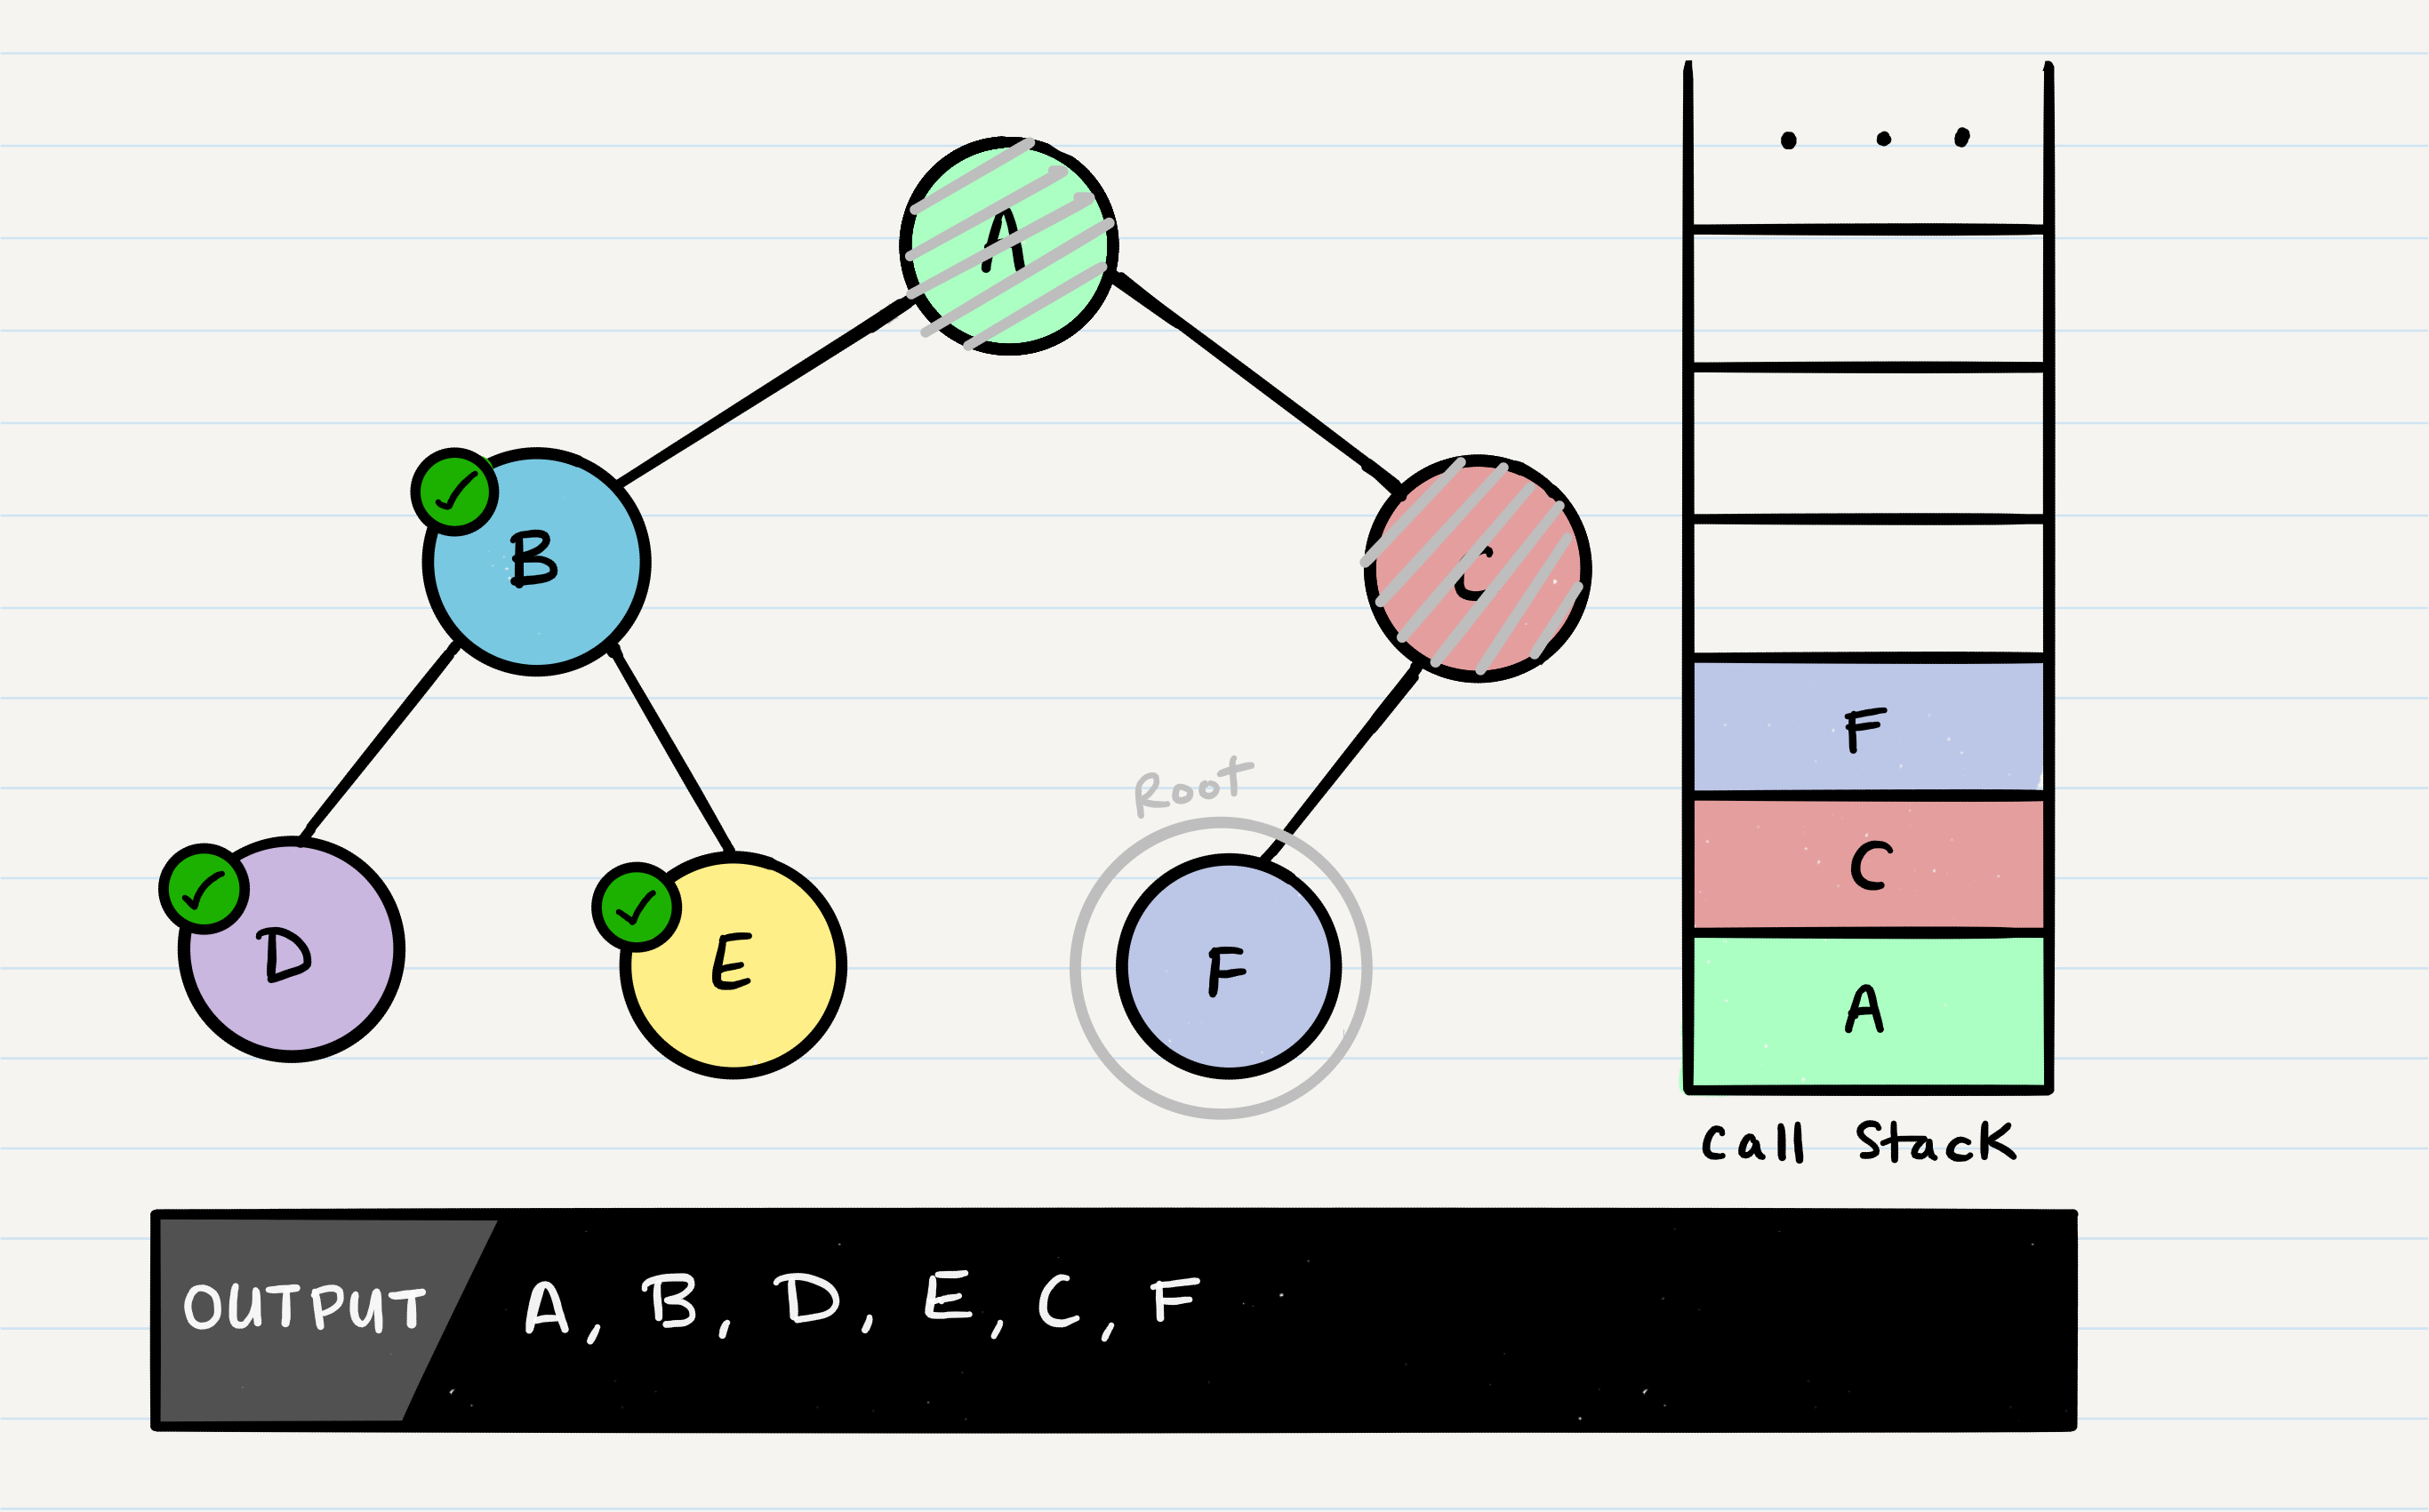 A
B
C
Root
D
E
F
F
C
A
Call Stack
OUTPUT A, B, D, E, C, F